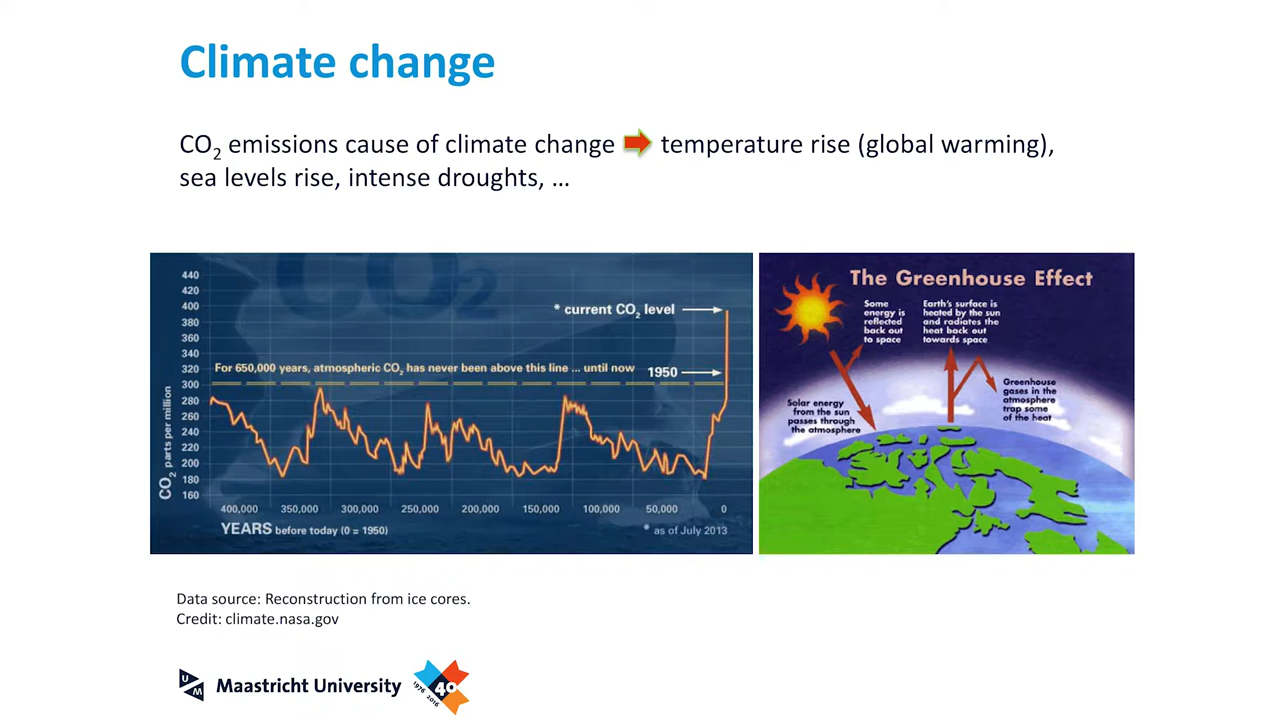 Climate change
CO₂ emissions cause of climate change temperature rise (global warming),
sea levels rise, intense droughts, …
CO2
440
420
400
380
360
340
320
300
280
260
240
220
200
180
160
CO₂ parts per million
* current CO₂ level
For 650,000 years, atmospheric CO₂ has never been above this line ... until now
1950
400,000 350,000 300,000 250,000 200,000 150,000 100,000 50,000 0
YEARS before today (0 = 1950)
* as of July 2013
The Greenhouse Effect
Some
energy is
reflected
back out
to space
Earth's surface is
heated by the sun
and radiates the
heat back out
towards space
Solar energy
from the sun
passes through
the atmosphere
Greenhouse
gases in the
atmosphere
trap some
of the heat
Data source: Reconstruction from ice cores.
Credit: climate.nasa.gov
UM
Maastricht University
40
1976 2016